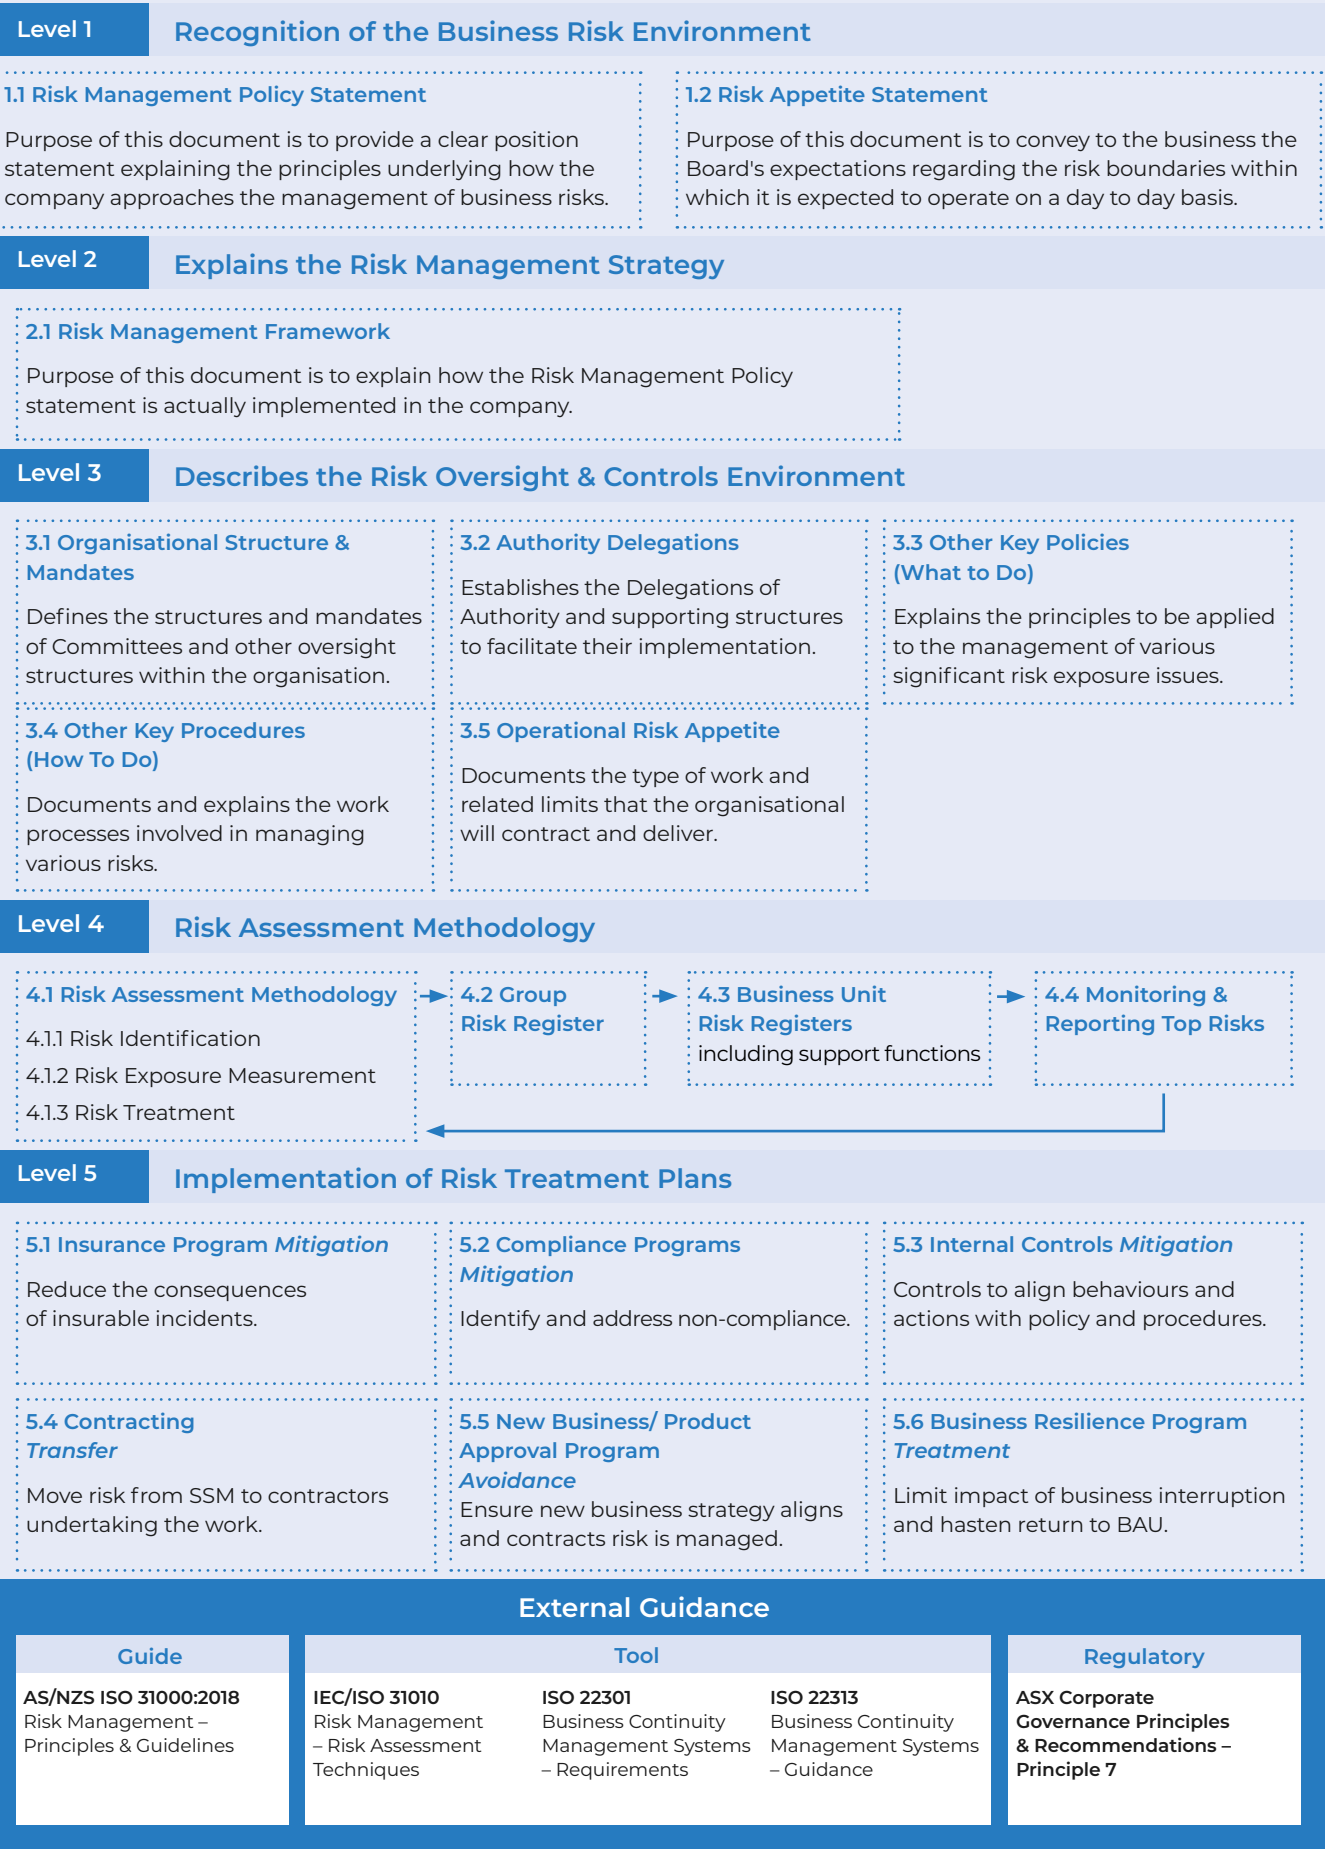 Level 1
Recognition of the Business Risk Environment
1.1 Risk Management Policy Statement
Purpose of this document is to provide a clear position
statement explaining the principles underlying how the
company approaches the management of business risks.
1.2 Risk Appetite Statement
Purpose of this document is to convey to the business the
Board's expectations regarding the risk boundaries within
which it is expected to operate on a day to day basis.
Level 2
Explains the Risk Management Strategy
2.1 Risk Management Framework
Purpose of this document is to explain how the Risk Management Policy
statement is actually implemented in the company.
Level 3
Describes the Risk Oversight & Controls Environment
3.1 Organisational Structure &
Mandates
Defines the structures and mandates
of Committees and other oversight
structures within the organisation.
3.2 Authority Delegations
Establishes the Delegations of
Authority and supporting structures
to facilitate their implementation.
3.3 Other Key Policies
(What to Do)
Explains the principles to be applied
to the management of various
significant risk exposure issues.
3.4 Other Key Procedures
(How To Do)
Documents and explains the work
processes involved in managing
various risks.
3.5 Operational Risk Appetite
Documents the type of work and
related limits that the organisational
will contract and deliver.
Level 4
Risk Assessment Methodology
4.1 Risk Assessment Methodology
4.1.1 Risk Identification
4.1.2 Risk Exposure Measurement
4.1.3 Risk Treatment
4.2 Group
Risk Register
4.3 Business Unit
Risk Registers
including support functions
4.4 Monitoring &
Reporting Top Risks
Level 5
Implementation of Risk Treatment Plans
5.1 Insurance Program Mitigation
Reduce the consequences
of insurable incidents.
5.2 Compliance Programs
Mitigation
Identify and address non-compliance.
5.3 Internal Controls Mitigation
Controls to align behaviours and
actions with policy and procedures.
5.4 Contracting
Transfer
Move risk from SSM to contractors
undertaking the work.
5.5 New Business/ Product
Approval Program
Avoidance
Ensure new business strategy aligns
and contracts risk is managed.
5.6 Business Resilience Program
Treatment
Limit impact of business interruption
and hasten return to BAU.
External Guidance
Guide
AS/NZS ISO 31000:2018
Risk Management –
Principles & Guidelines
Tool
IEC/ISO 31010
Risk Management
– Risk Assessment
Techniques
ISO 22301
Business Continuity
Management Systems
– Requirements
ISO 22313
Business Continuity
Management Systems
– Guidance
Regulatory
ASX Corporate
Governance Principles
& Recommendations –
Principle 7